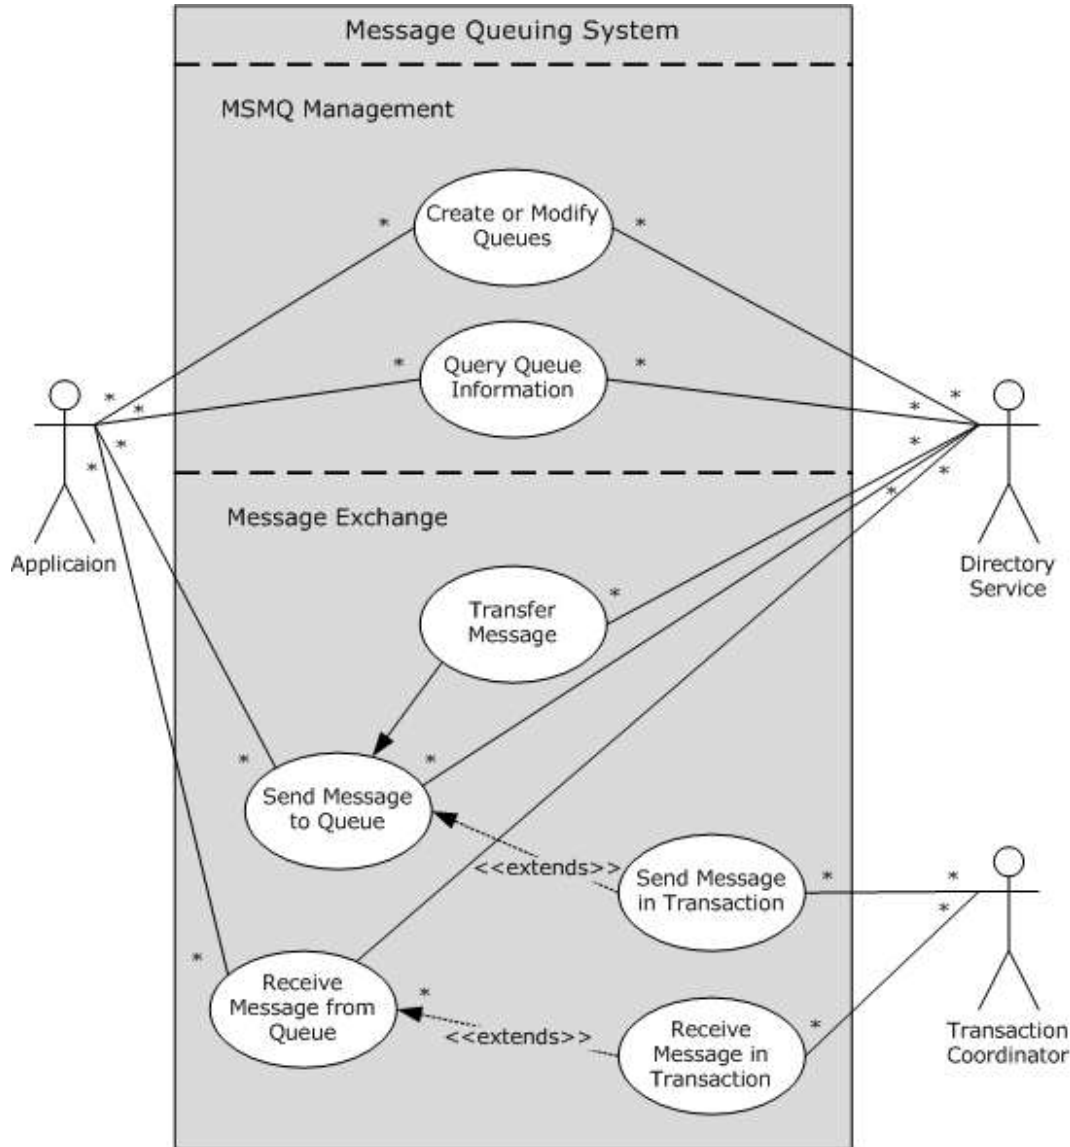 Message Queuing System
MSMQ Management
*
Create or Modify
Queues
*
*
Query Queue
Information
*
*
*
*
*
*
*
*
*
*
*
Applicaion
Directory
Service
Message Exchange
Transfer
Message
*
*
Send Message
to Queue
*
<<extends>>
Send Message
in Transaction
*
*
*
*
Receive
Message from
Queue
*
<<extends>>
Receive
Message in
Transaction
*
Transaction
Coordinator